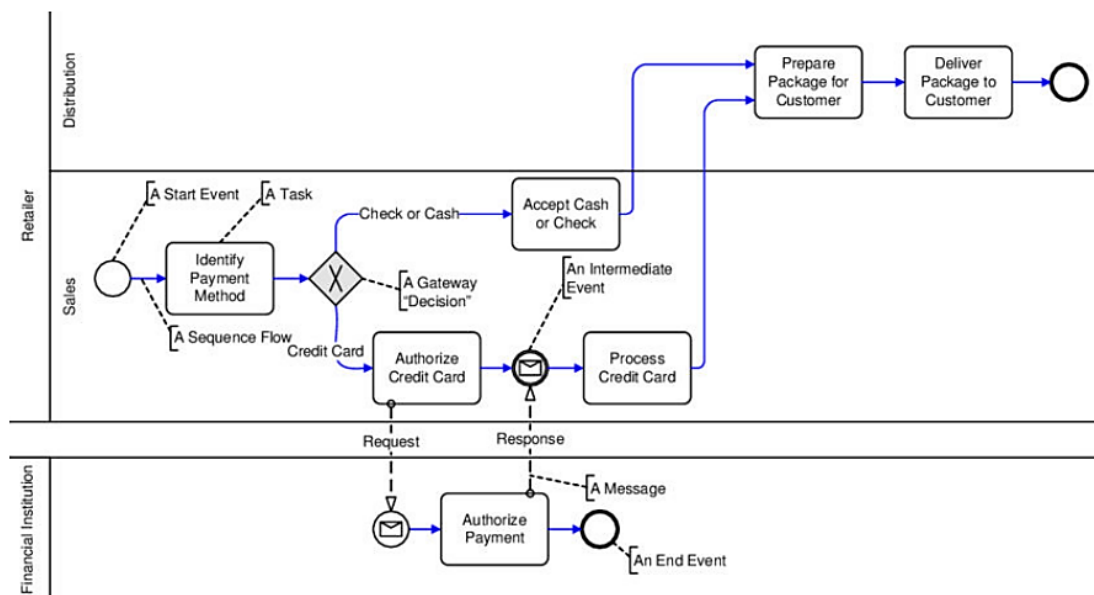 Distribution
Prepare
Package for
Customer
Deliver
Package to
Customer
Retailer
Sales
A Start Event
A Task
Identify
Payment
Method
A Sequence Flow
Check or Cash
Accept Cash
or Check
A Gateway
“Decision”
An Intermediate
Event
Credit Card
Authorize
Credit Card
Process
Credit Card
Request
Response
Financial Institution
A Message
Authorize
Payment
An End Event